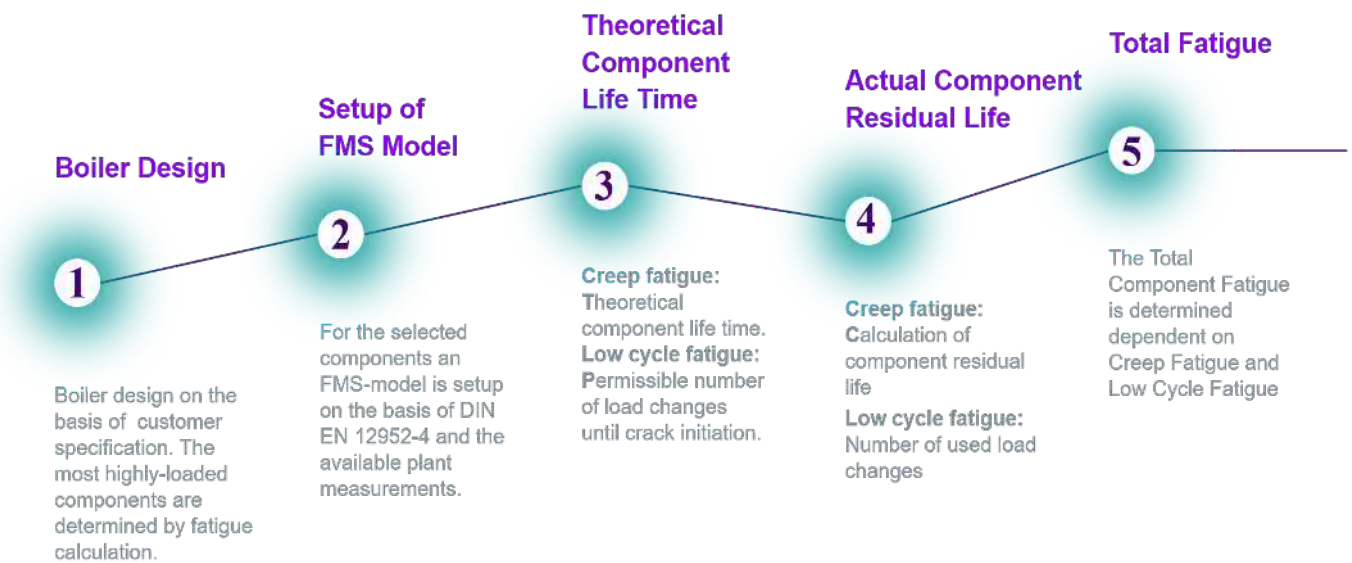 Boiler Design
1
Boiler design on the
basis of customer
specification. The
most highly-loaded
components are
determined by fatigue
calculation.
Setup of
FMS Model
2
For the selected
components an
FMS-model is setup
on the basis of DIN
EN 12952-4 and the
available plant
measurements.
Theoretical
Component
Life Time
3
Creep fatigue:
Theoretical
component life time.
Low cycle fatigue:
Permissible number
of load changes
until crack initiation.
Actual Component
Residual Life
4
Creep fatigue:
Calculation of
component residual
life
Low cycle fatigue:
Number of used load
changes
Total Fatigue
5
The Total
Component Fatigue
is determined
dependent on
Creep Fatigue and
Low Cycle Fatigue